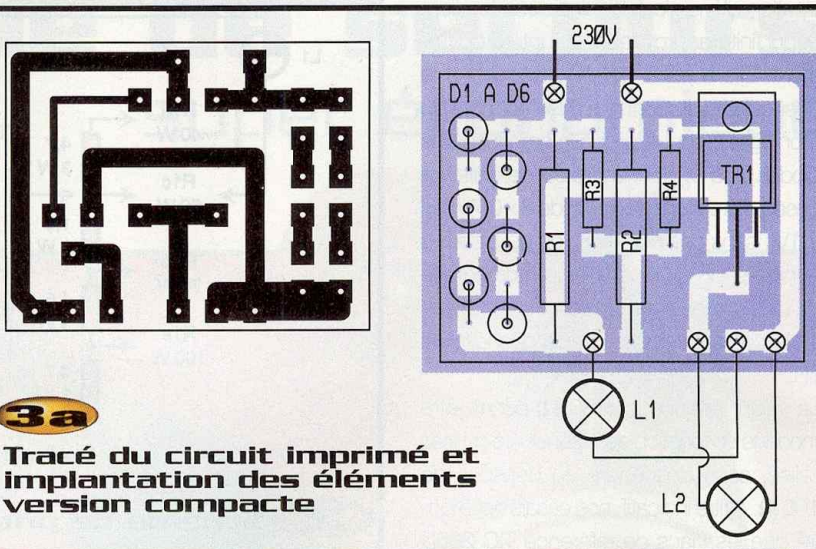 230V
D1 A D6
R1
R3
R2
R4
TR1
L1
L2
3a
Tracé du circuit imprimé et
implantation des éléments
version compacte